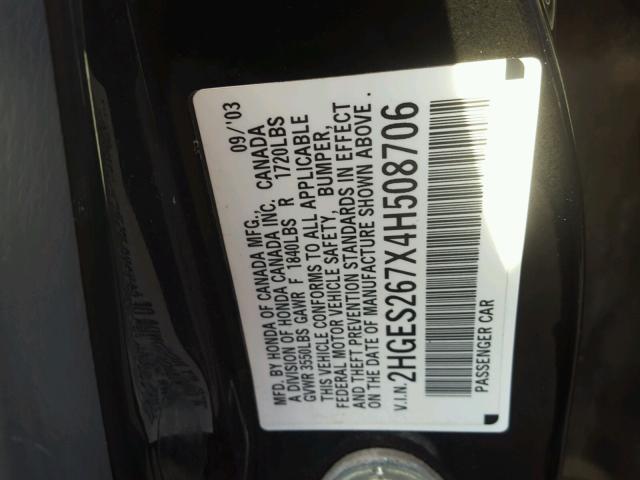 MFD. BY HONDA OF CANADA MFG., 09/'03
A DIVISION OF HONDA CANADA INC. CANADA
GVWR 3550LBS GAWR F 1840LBS R 1720LBS
THIS VEHICLE CONFORMS TO ALL APPLICABLE
FEDERAL MOTOR VEHICLE SAFETY, BUMPER,
AND THEFT PREVENTION STANDARDS IN EFFECT
ON THE DATE OF MANUFACTURE SHOWN ABOVE.
V.I.N. 2HGES267X4H508706
PASSENGER CAR